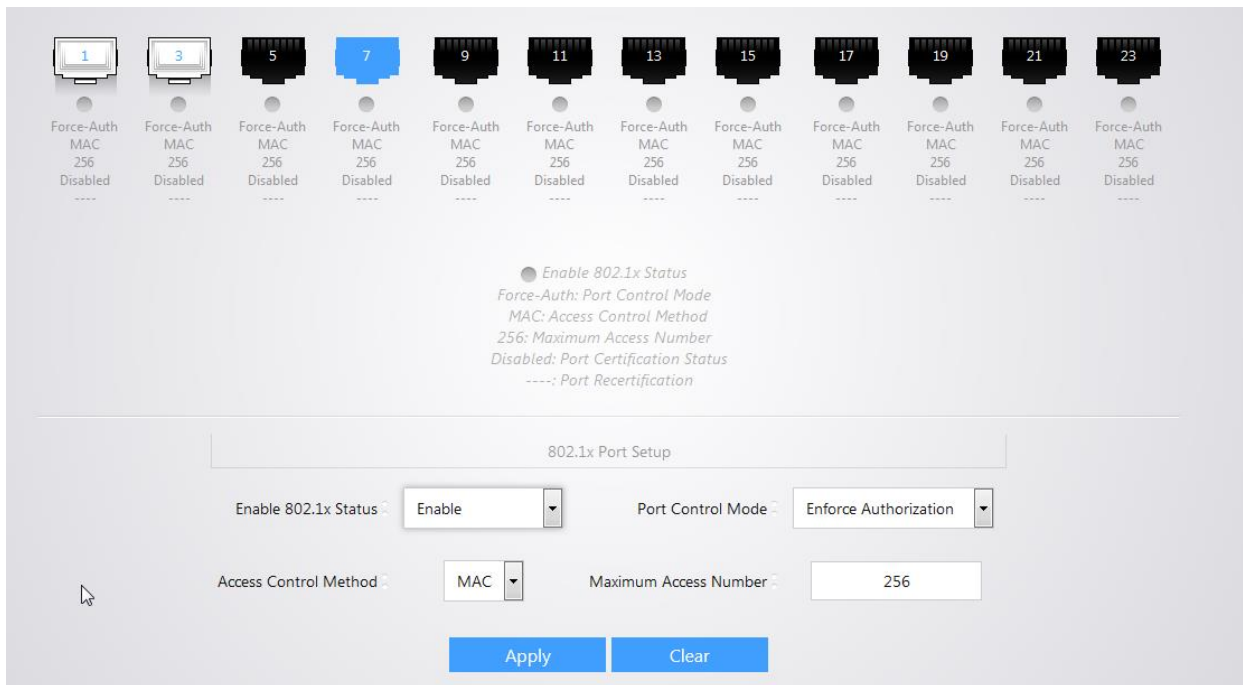 1 3 5 7 9 11 13 15 17 19 21 23
Force-Auth Force-Auth Force-Auth Force-Auth Force-Auth Force-Auth Force-Auth Force-Auth Force-Auth Force-Auth Force-Auth Force-Auth
MAC MAC MAC MAC MAC MAC MAC MAC MAC MAC MAC MAC
256 256 256 256 256 256 256 256 256 256 256 256
Disabled Disabled Disabled Disabled Disabled Disabled Disabled Disabled Disabled Disabled Disabled Disabled
---- ---- ---- ---- ---- ---- ---- ---- ---- ---- ---- ----
Enable 802.1x Status
Force-Auth: Port Control Mode
MAC: Access Control Method
256: Maximum Access Number
Disabled: Port Certification Status
----: Port Recertification
802.1x Port Setup
Enable 802.1x Status : Enable Port Control Mode : Enforce Authorization
Access Control Method : MAC Maximum Access Number : 256
Apply Clear